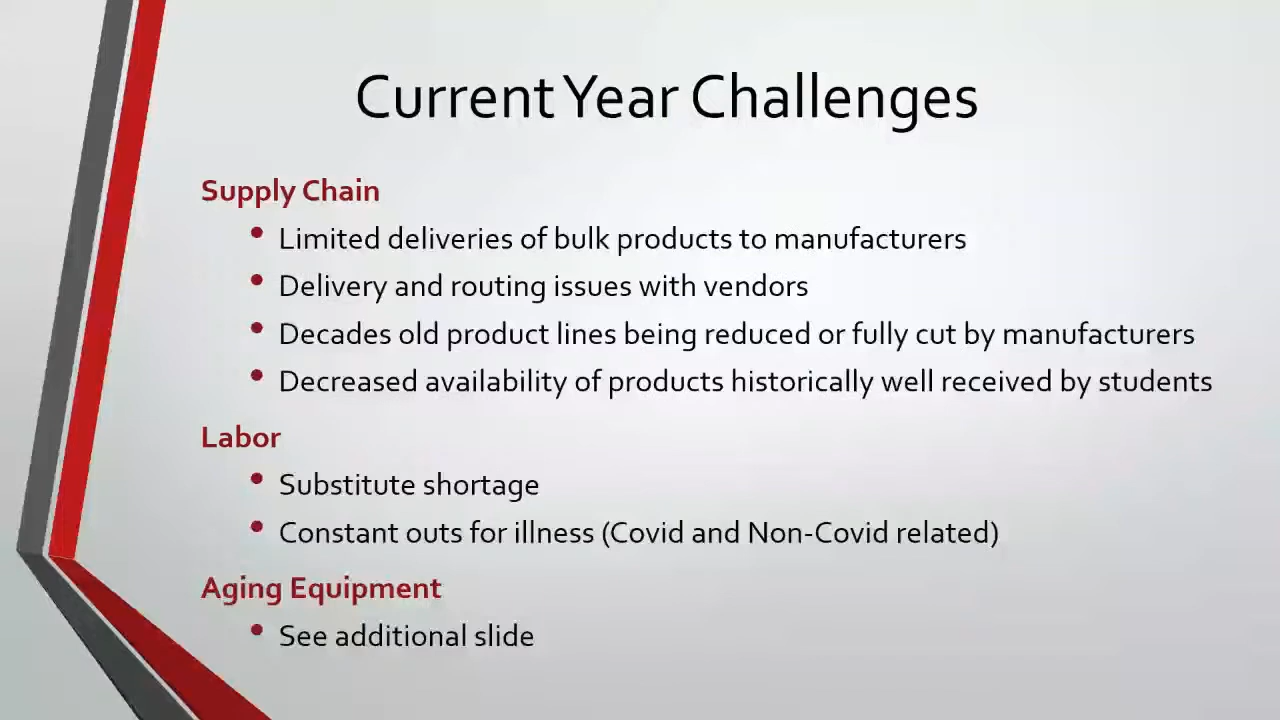 Current Year Challenges
Supply Chain
• Limited deliveries of bulk products to manufacturers
• Delivery and routing issues with vendors
• Decades old product lines being reduced or fully cut by manufacturers
• Decreased availability of products historically well received by students
Labor
• Substitute shortage
• Constant outs for illness (Covid and Non-Covid related)
Aging Equipment
• See additional slide